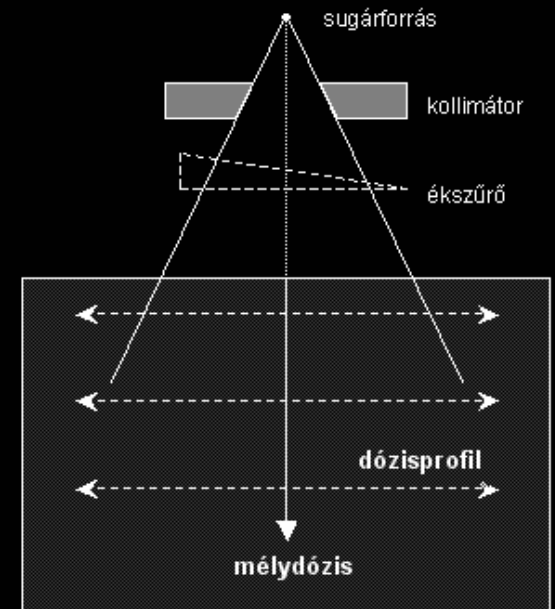 sugárforrás
kollimátor
ékszűrő
dózisprofil
mélydózis